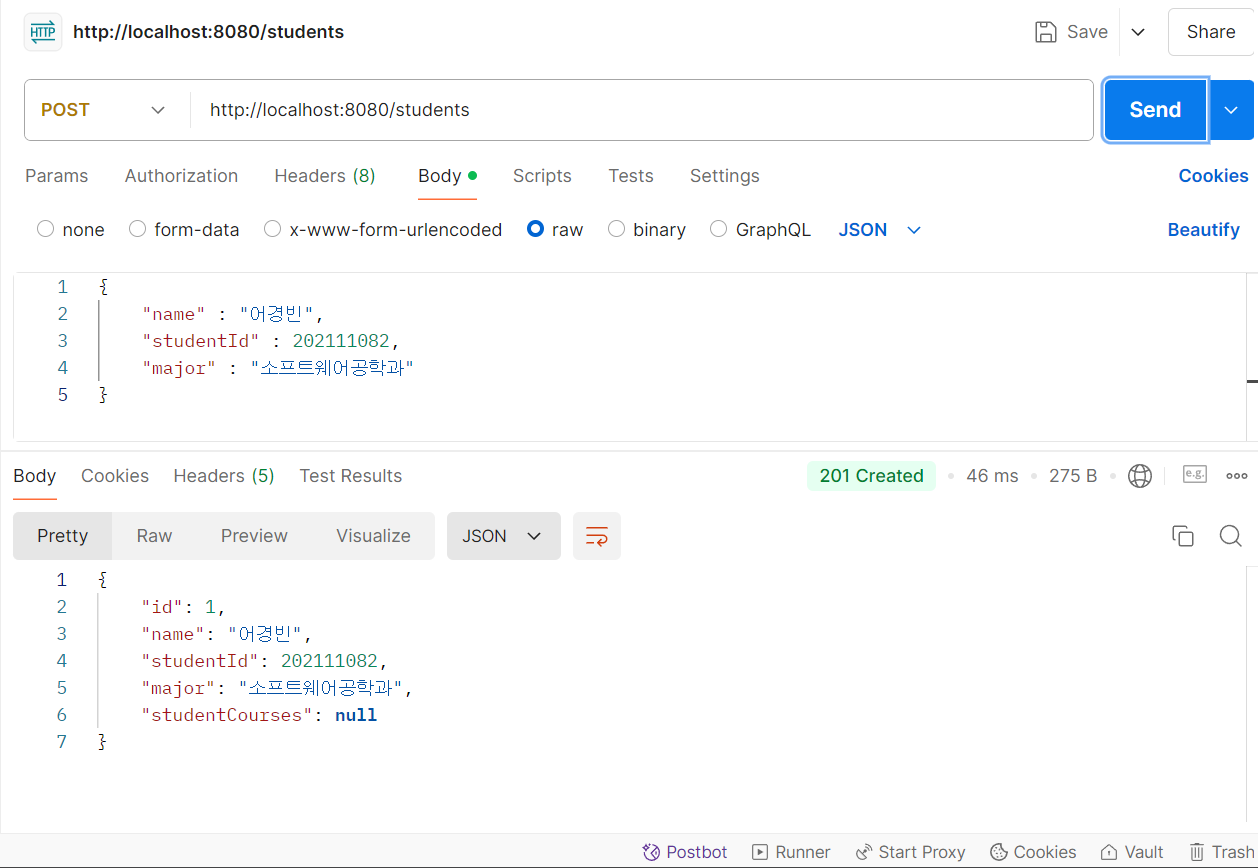 HTTP http://localhost:8080/students Save Share
POST http://localhost:8080/students Send
Params Authorization Headers (8) Body Scripts Tests Settings Cookies
none form-data x-www-form-urlencoded raw binary GraphQL JSON Beautify
1 {
2 "name" : "어경빈",
3 "studentId" : 202111082,
4 "major" : "소프트웨어공학과"
5 }
Body Cookies Headers (5) Test Results 201 Created 46 ms 275 B e.g.
Pretty Raw Preview Visualize JSON
1 {
2 "id": 1,
3 "name": "어경빈",
4 "studentId": 202111082,
5 "major": "소프트웨어공학과",
6 "studentCourses": null
7 }
Postbot Runner Start Proxy Cookies Vault Trash